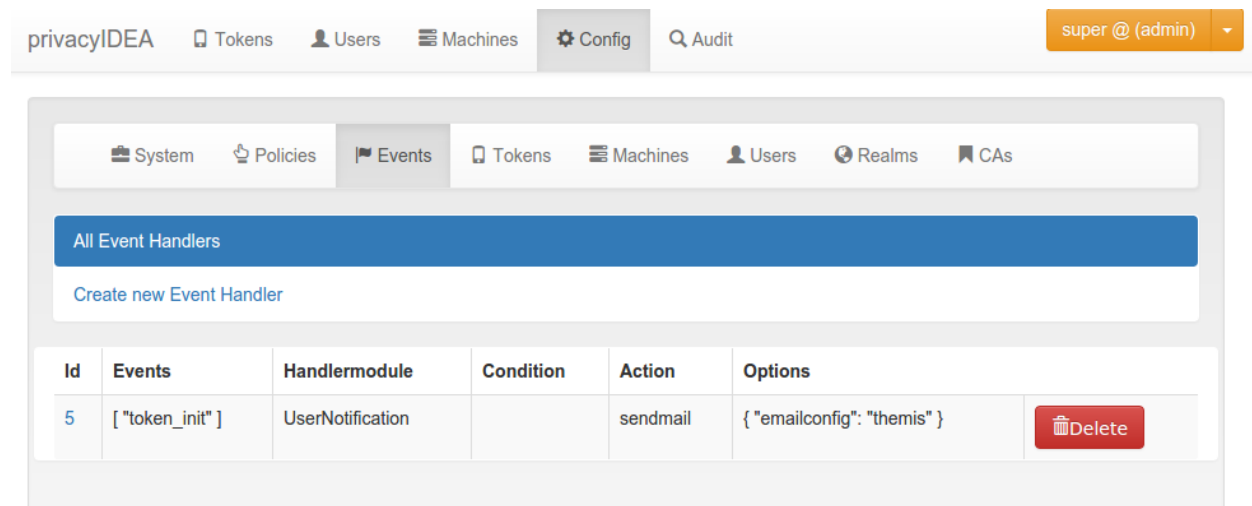 privacyIDEA Tokens Users Machines Config Audit super @ (admin)
System Policies Events Tokens Machines Users Realms CAs
All Event Handlers
Create new Event Handler
Id Events Handlermodule Condition Action Options
5 [ "token_init" ] UserNotification sendmail { "emailconfig": "themis" } Delete